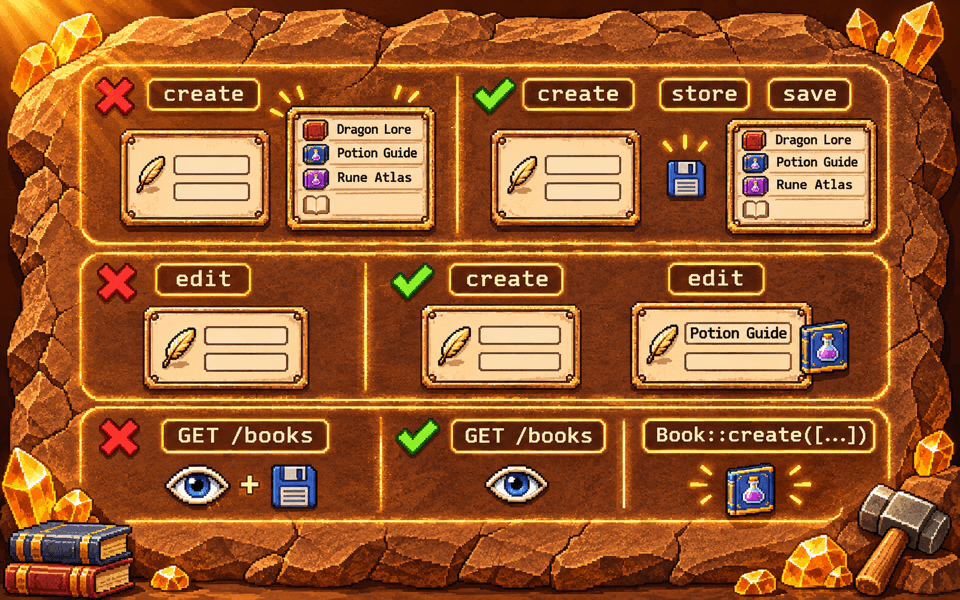 create
Dragon Lore
Potion Guide
Rune Atlas
create
store
save
Dragon Lore
Potion Guide
Rune Atlas
edit
create
edit
Potion Guide
GET /books
+
GET /books
Book::create([...])